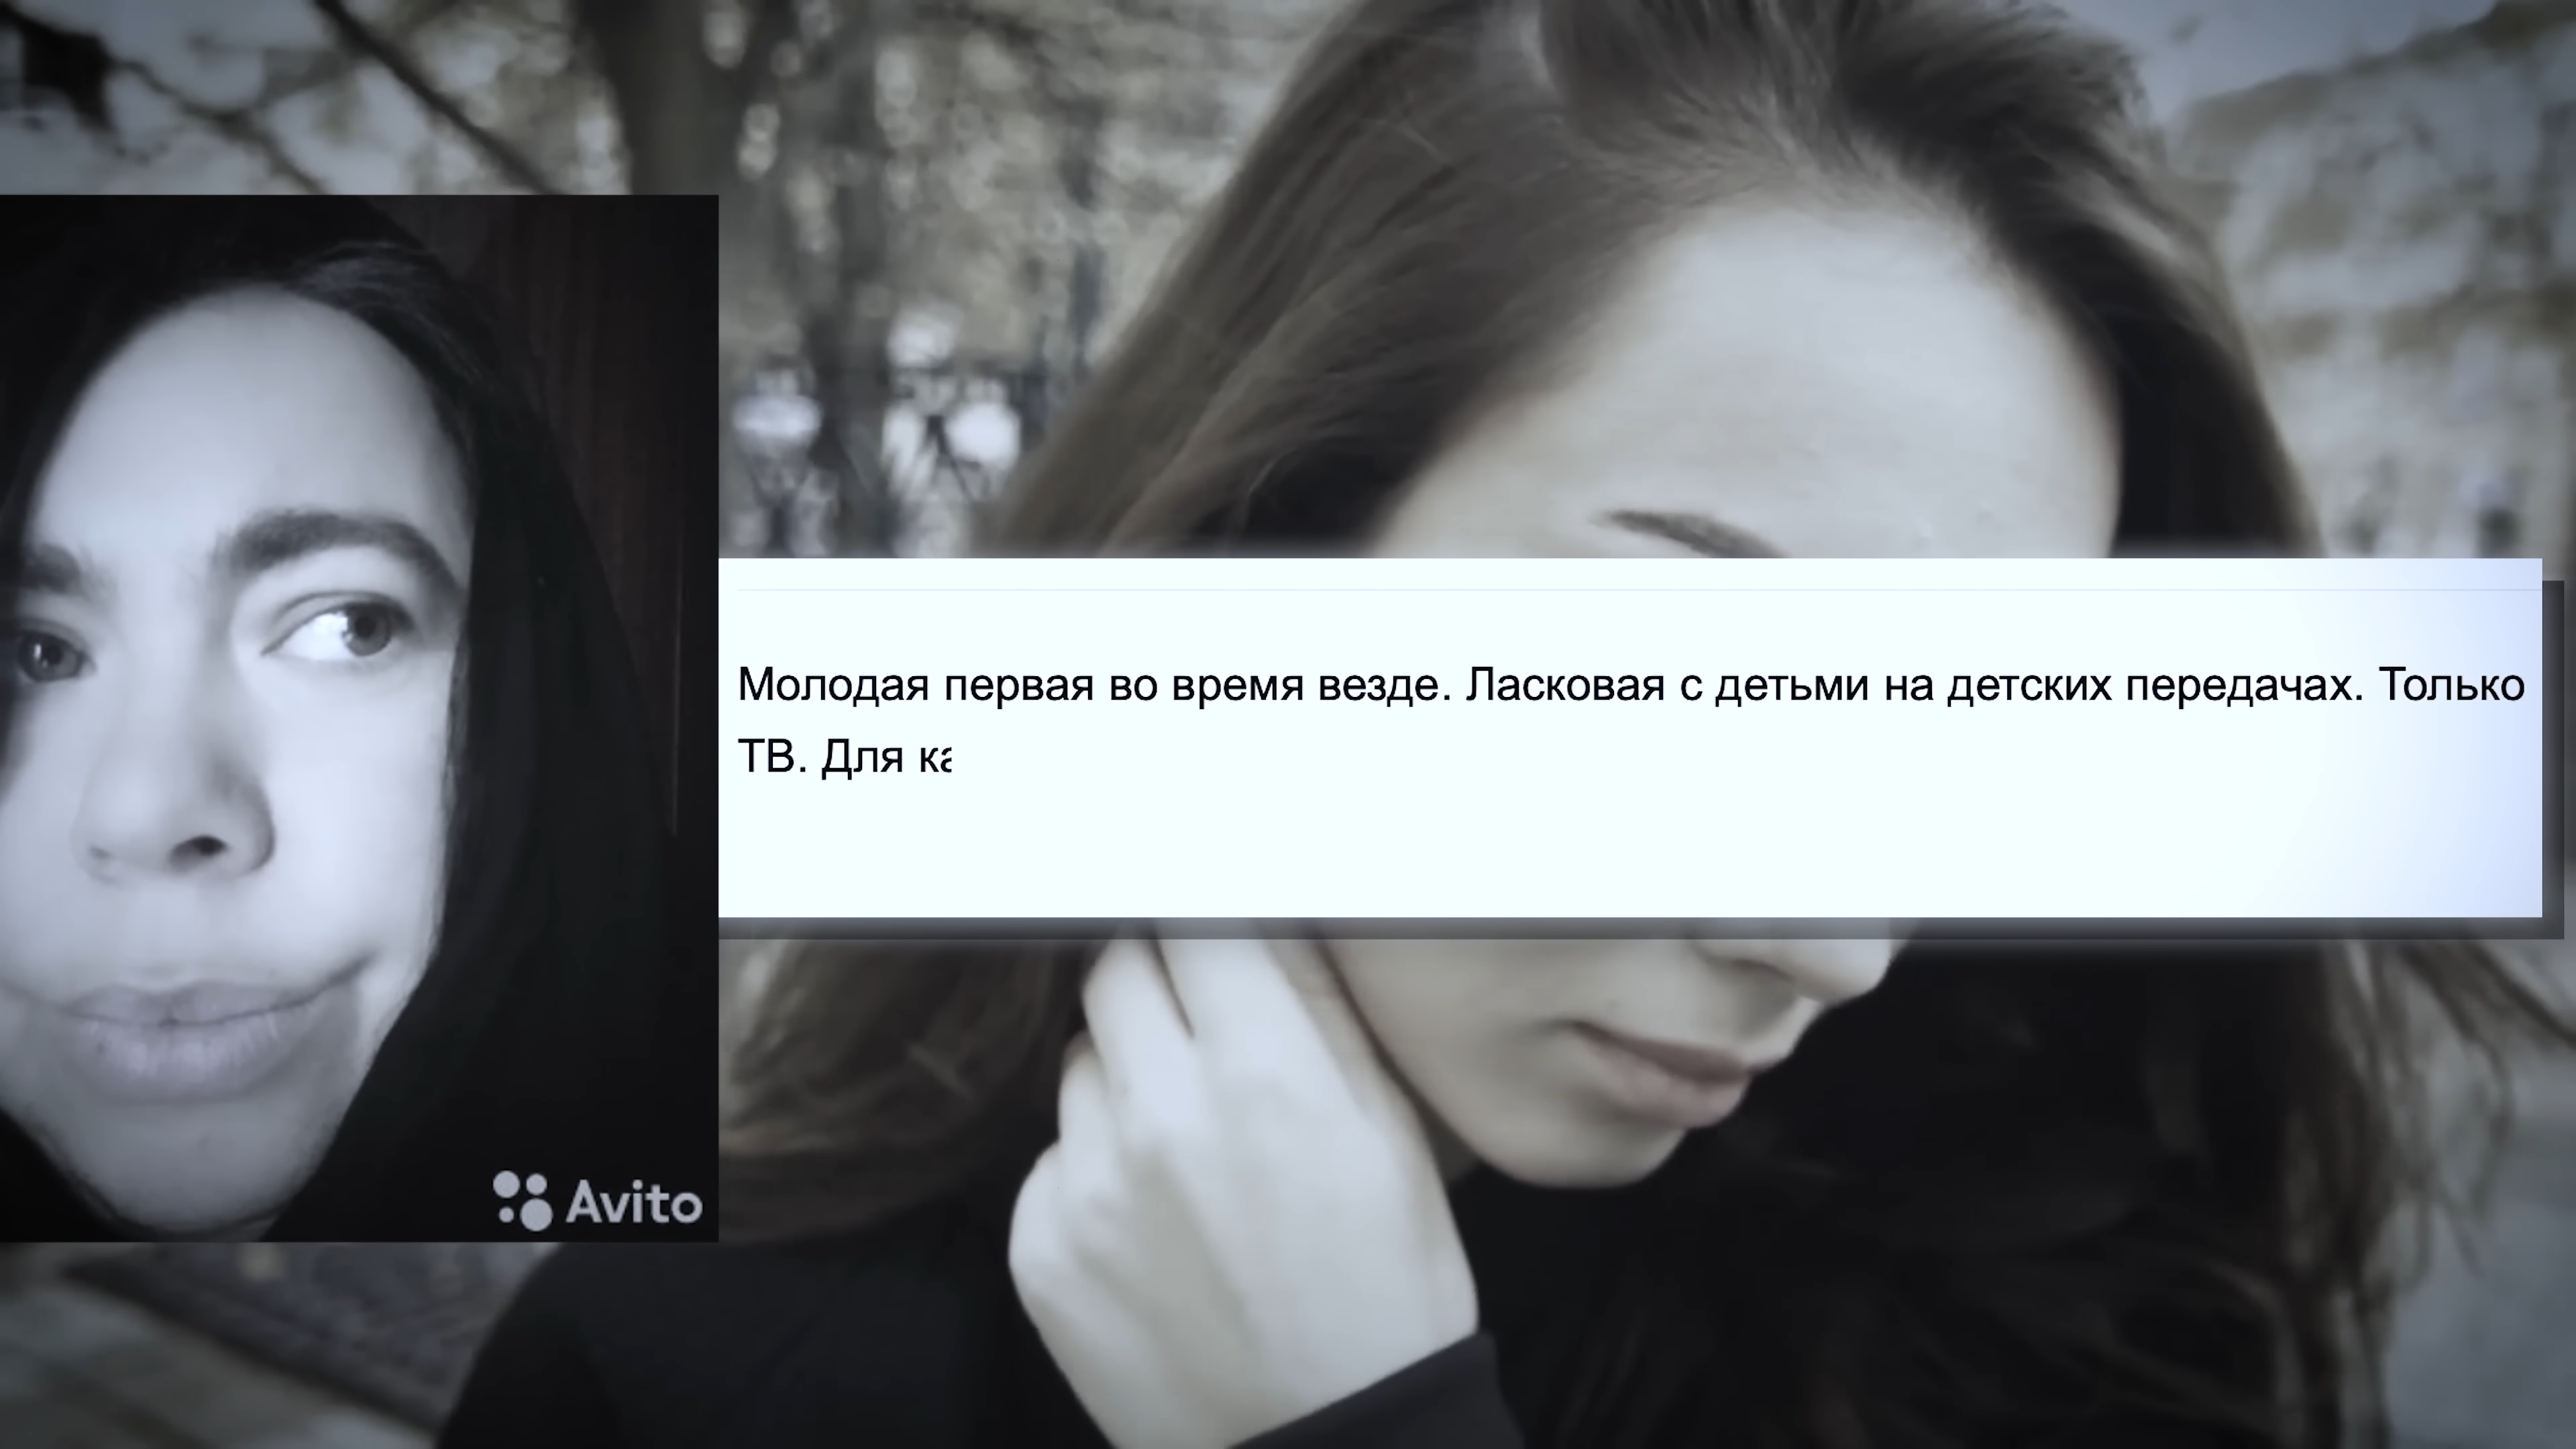 Молодая первая во время везде. Ласковая с детьми на детских передачах. Только
ТВ. Для
Avito